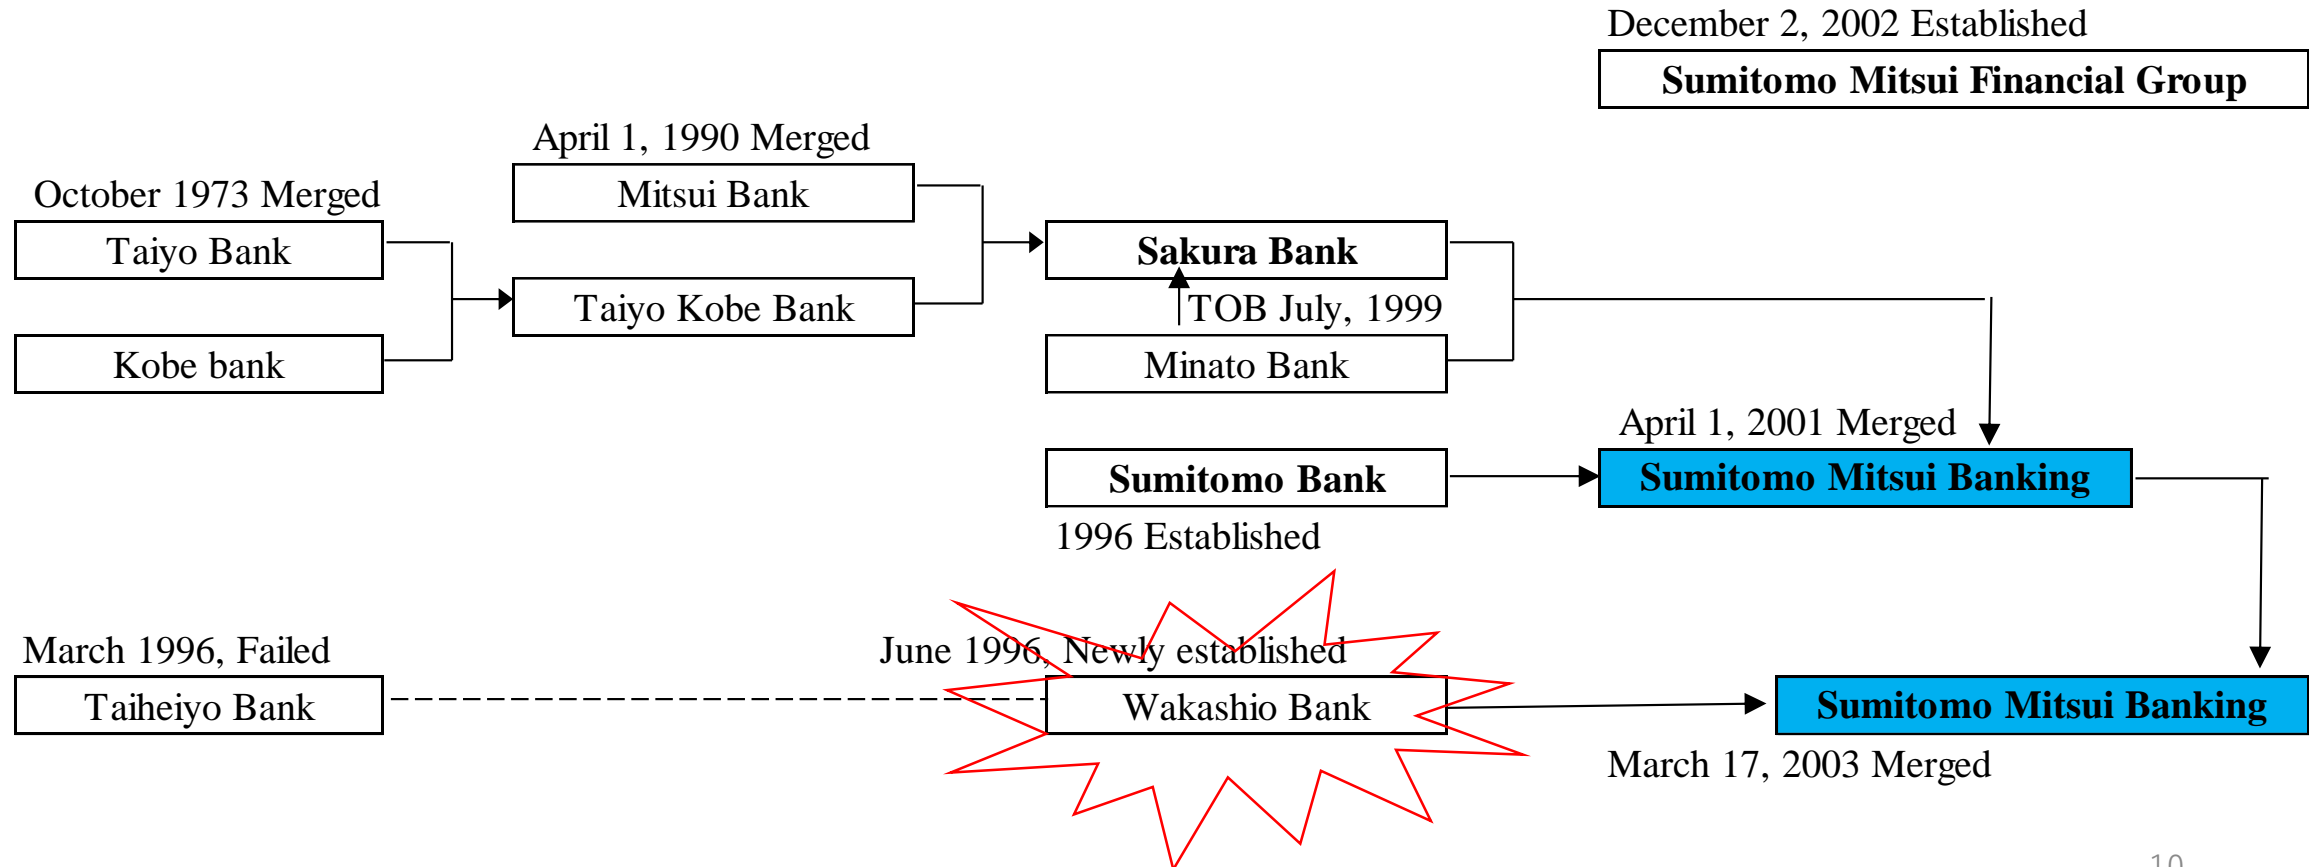 December 2, 2002 Established
Sumitomo Mitsui Financial Group
April 1, 1990 Merged
Mitsui Bank
October 1973 Merged
Taiyo Bank
Sakura Bank
Taiyo Kobe Bank
TOB July, 1999
Kobe bank
Minato Bank
April 1, 2001 Merged
Sumitomo Bank
Sumitomo Mitsui Banking
1996 Established
March 1996, Failed
June 1996, Newly established
Taiheiyo Bank
Wakashio Bank
Sumitomo Mitsui Banking
March 17, 2003 Merged
10